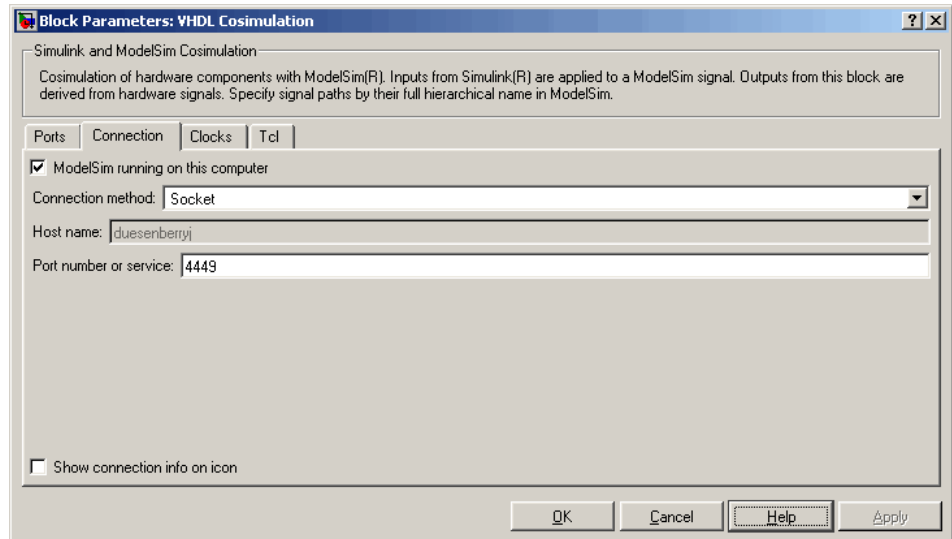 Block Parameters: VHDL Cosimulation
Simulink and ModelSim Cosimulation
Cosimulation of hardware components with ModelSim(R). Inputs from Simulink(R) are applied to a ModelSim signal. Outputs from this block are
derived from hardware signals. Specify signal paths by their full hierarchical name in ModelSim.
Ports Connection Clocks Tcl
ModelSim running on this computer
Connection method: Socket
Host name: duesenberryj
Port number or service: 4449
Show connection info on icon
OK Cancel Help Apply